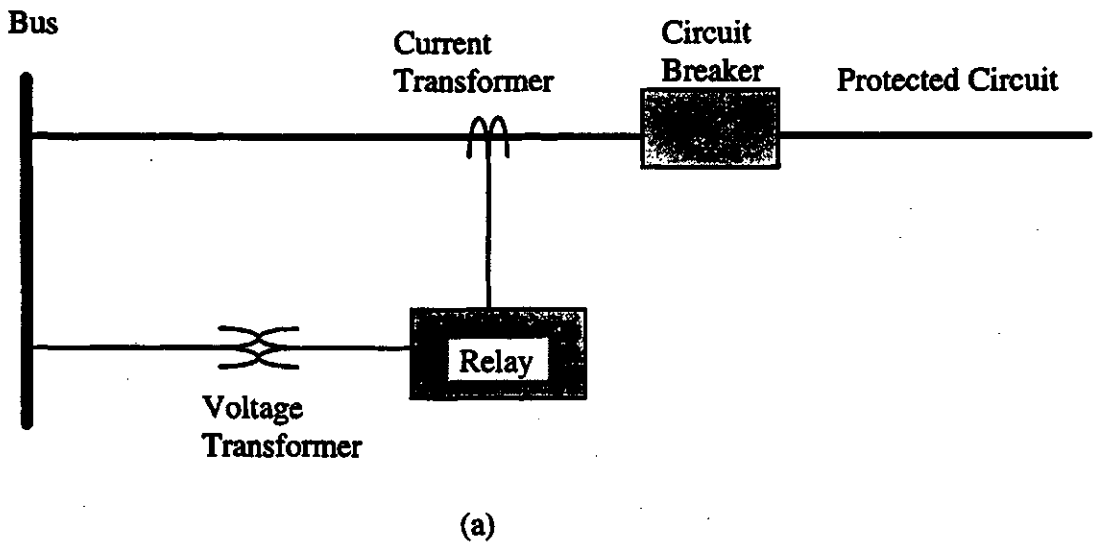 Bus
Current
Transformer
Circuit
Breaker
Protected Circuit
Relay
Voltage
Transformer
(a)